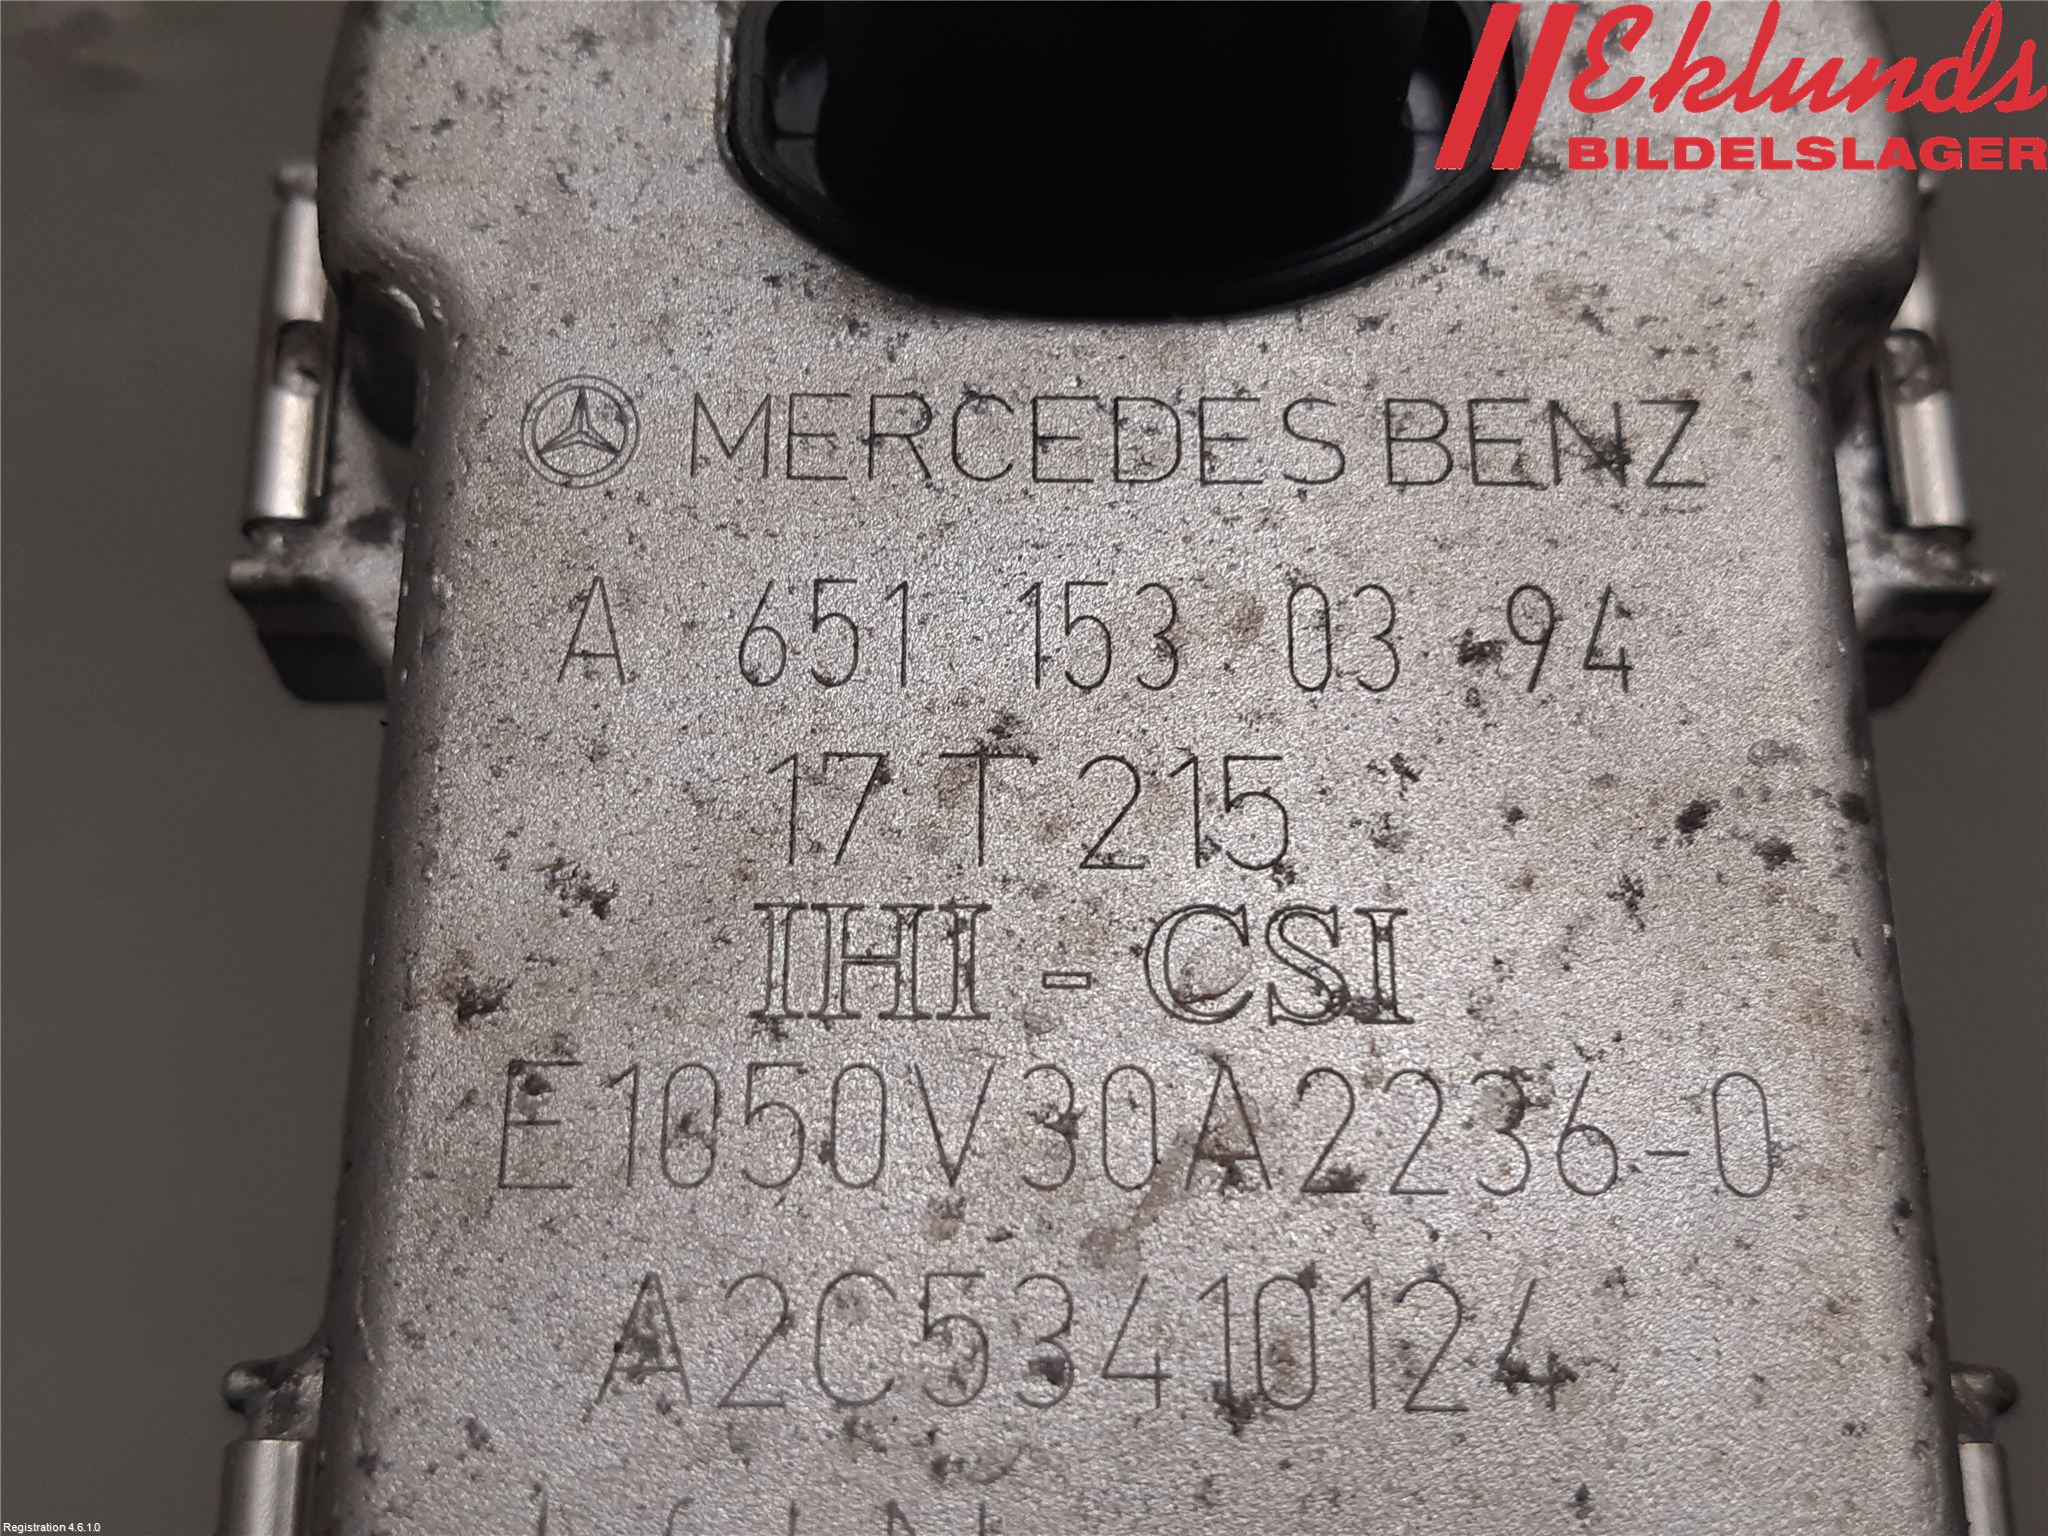 Eklunds
BILDELSLAGER
MERCEDES BENZ
A 651 153 03 94
17 T 215
IHI - CSI
E1050V30A2236-0
A2C53410124
Registration 4.6.1.0